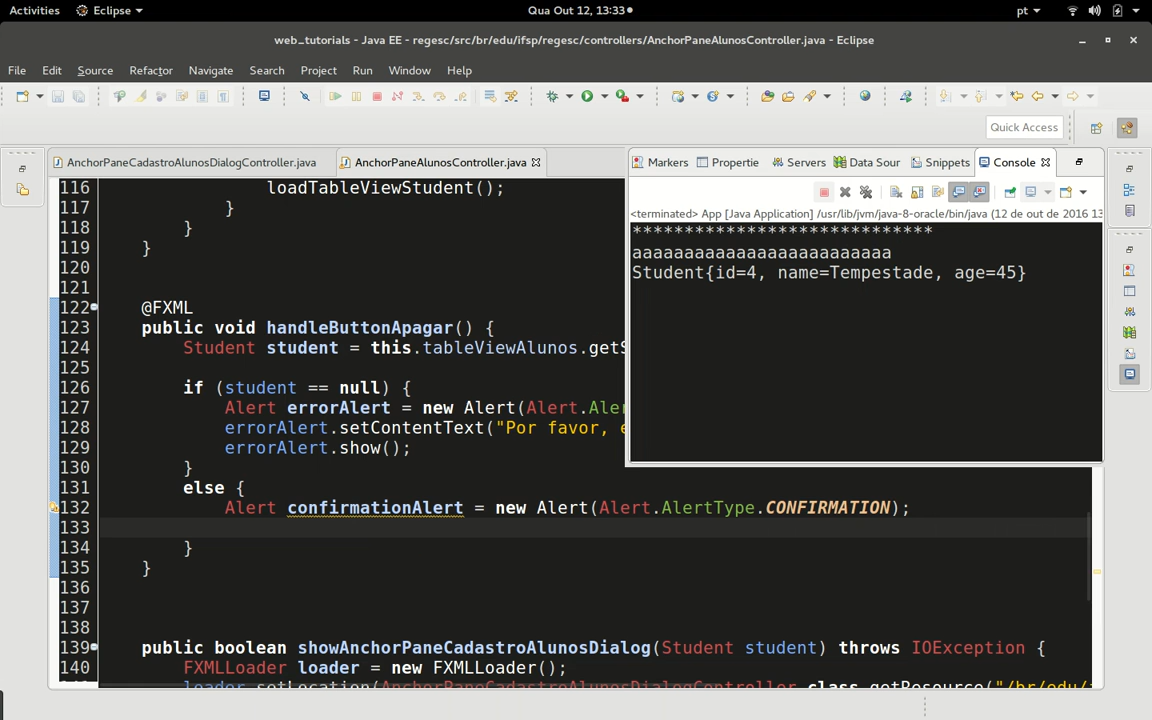 Activities Eclipse Qua Out 12, 13:33 pt
web_tutorials - Java EE - regesc/src/br/edu/ifsp/regesc/controllers/AnchorPaneAlunosController.java - Eclipse
File Edit Source Refactor Navigate Search Project Run Window Help
Quick Access
AnchorPaneCadastroAlunosDialogController.java AnchorPaneAlunosController.java
Markers Propertie Servers Data Sour Snippets Console
<terminated> App [Java Application] /usr/lib/jvm/java-8-oracle/bin/java (12 de out de 2016 13
*****************************
aaaaaaaaaaaaaaaaaaaaaaaaa
Student{id=4, name=Tempestade, age=45}
116 loadTableViewStudent();
117 }
118 }
119 }
120
121
122 @FXML
123 public void handleButtonApagar() {
124 Student student = this.tableViewAlunos.getS
125
126 if (student == null) {
127 Alert errorAlert = new Alert(Alert.Aler
128 errorAlert.setContentText("Por favor, e
129 errorAlert.show();
130 }
131 else {
132 Alert confirmationAlert = new Alert(Alert.AlertType.CONFIRMATION);
133
134 }
135 }
136
137
138
139 public boolean showAnchorPaneCadastroAlunosDialog(Student student) throws IOException {
140 FXMLLoader loader = new FXMLLoader();
loader.setLocation(AnchorPaneCadastroAlunosDialogController.class.getResource("/br/edu/i